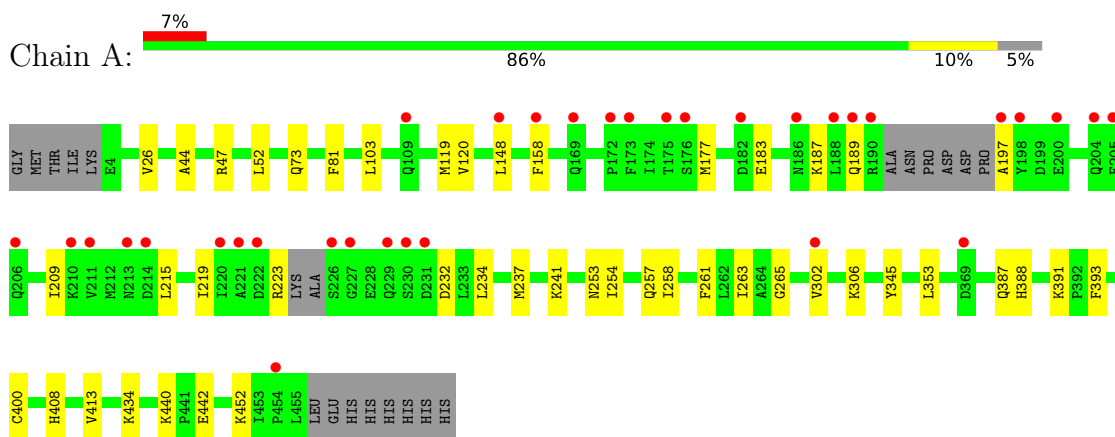 7%
Chain A:
86% 10% 5%
GLY MET THR ILE LYS E4 V26 A44 R47 L52 Q73 F81 L103 Q109 M119 V120 L148 F158 Q169 P172 F173 I174 T175 S176 M177 D182 E183 N186 K187 L188 Q189 R190 ALA ASN PRO ASP ASP PRO A197 Y198 D199 E200 Q204 E205
Q206 I209 K210 V211 M212 N213 D214 L215 I219 I220 A221 D222 R223 LYS ALA S226 G227 E228 Q229 S230 D231 D232 L233 L234 M237 K241 N253 I254 Q257 I258 F261 L262 I263 A264 G265 V302 K306 Y345 L353 D369 Q387 H388 K391 P392 F393
C400 H408 V413 K434 K440 P441 E442 K452 I453 P454 L455 LEU GLU HIS HIS HIS HIS HIS HIS